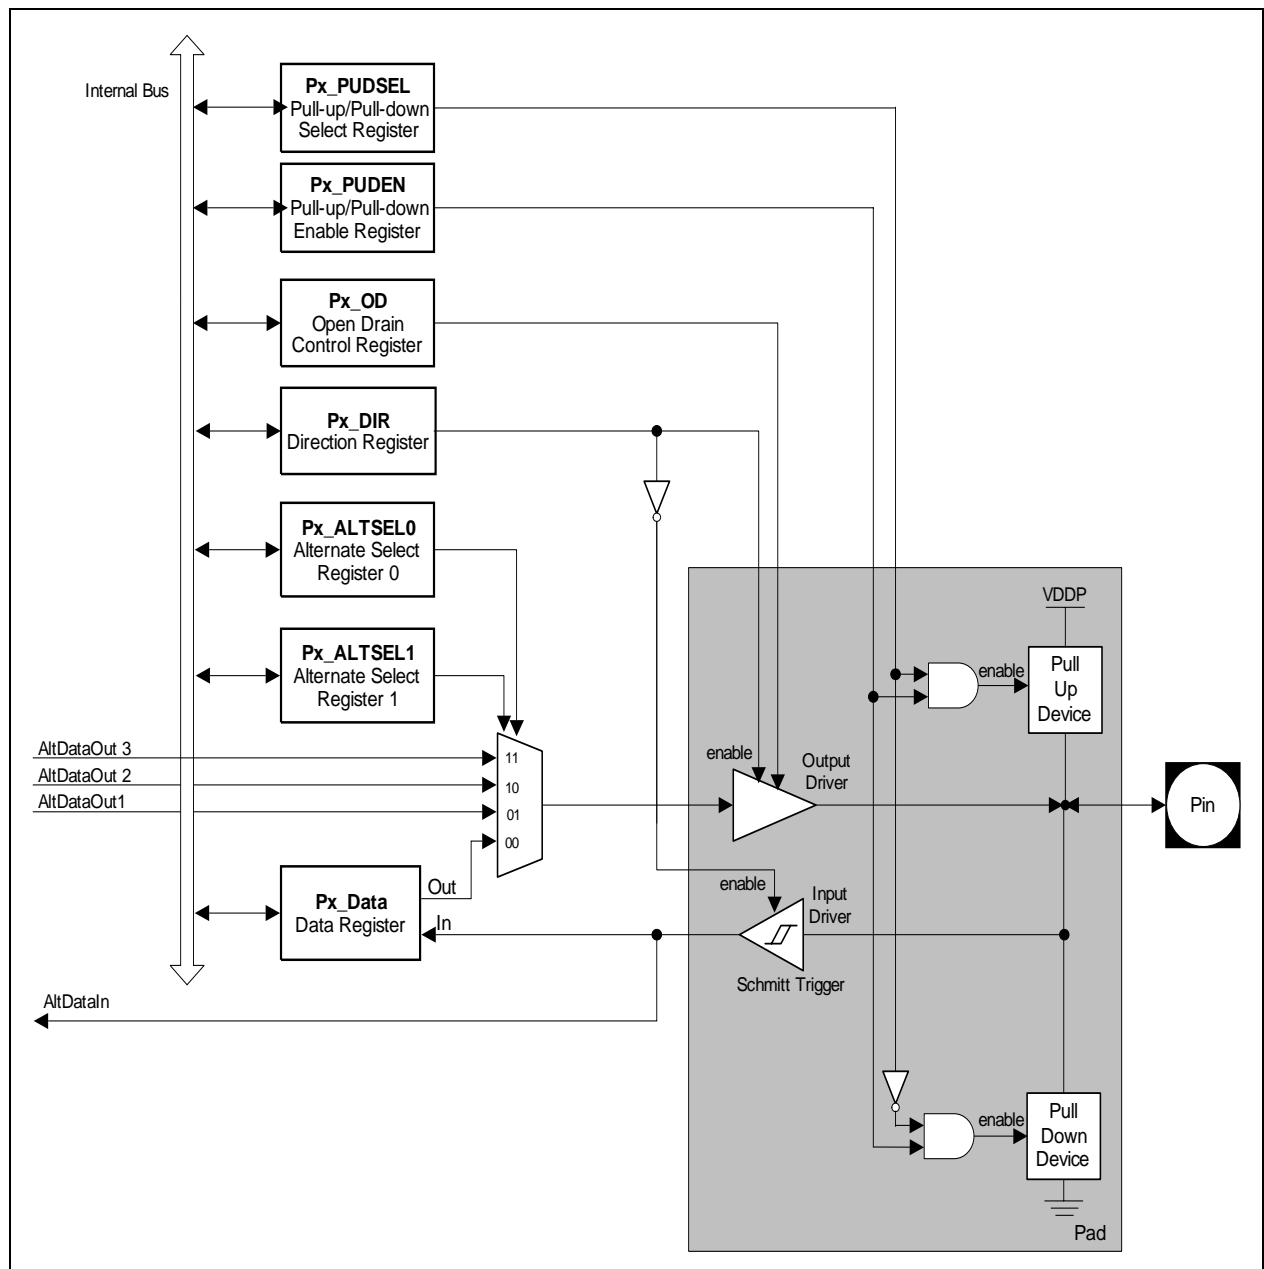 Internal Bus
Px_PUDSEL
Pull-up/Pull-down
Select Register
Px_PUDEN
Pull-up/Pull-down
Enable Register
Px_OD
Open Drain
Control Register
Px_DIR
Direction Register
Px_ALTSEL0
Alternate Select
Register 0
Px_ALTSEL1
Alternate Select
Register 1
AltDataOut 3
AltDataOut 2
AltDataOut1
11
10
01
00
Px_Data
Data Register
Out
In
AltDataIn
enable
Output
Driver
enable
Input
Driver
Schmitt Trigger
VDDP
enable
Pull
Up
Device
Pin
enable
Pull
Down
Device
Pad